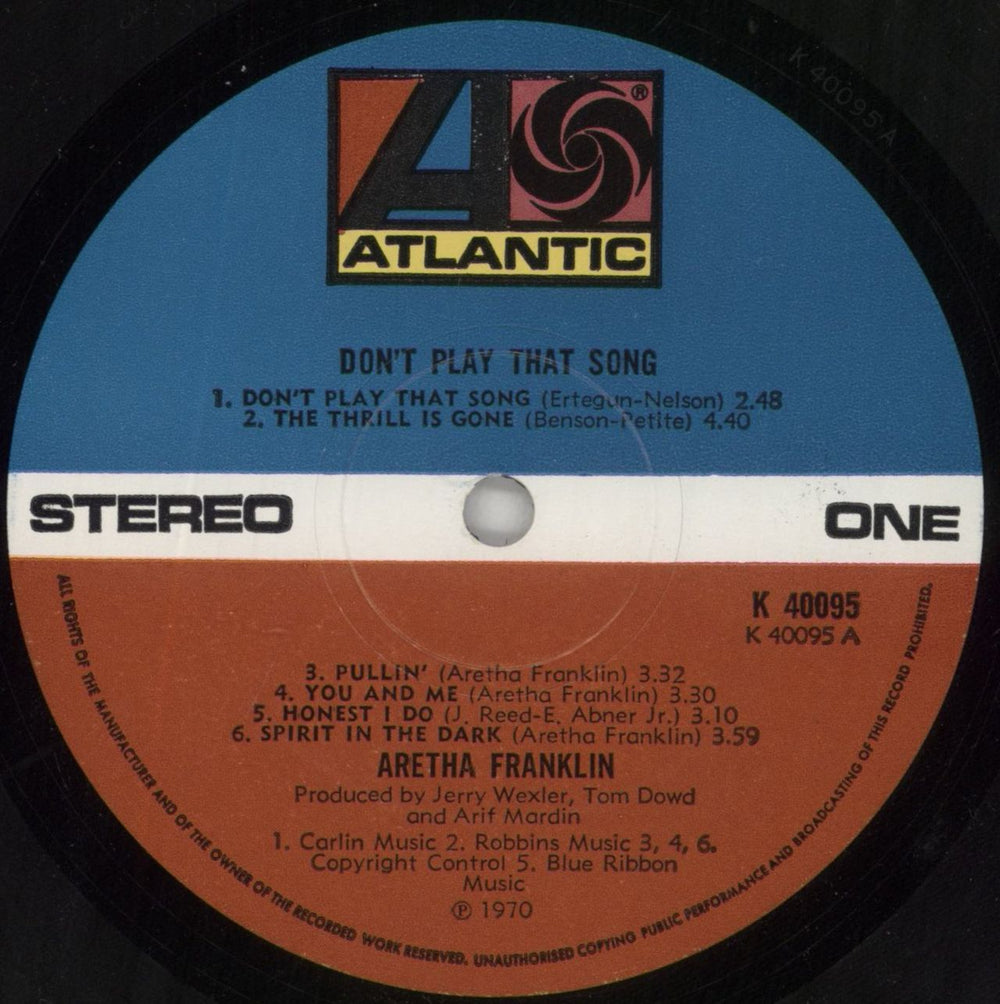 K 40095 A
®
ATLANTIC
DON'T PLAY THAT SONG
1. DON'T PLAY THAT SONG (Ertegun-Nelson) 2.48
2. THE THRILL IS GONE (Benson-Petite) 4.40
STEREO
ONE
K 40095
K 40095 A
3. PULLIN' (Aretha Franklin) 3.32
4. YOU AND ME (Aretha Franklin) 3.30
5. HONEST I DO (J. Reed-E. Abner Jr.) 3.10
6. SPIRIT IN THE DARK (Aretha Franklin) 3.59
ARETHA FRANKLIN
Produced by Jerry Wexler, Tom Dowd
and Arif Mardin
1. Carlin Music 2. Robbins Music 3, 4, 6.
Copyright Control 5. Blue Ribbon
Music
℗ 1970
ALL RIGHTS OF THE MANUFACTURER AND OF THE OWNER OF THE RECORDED WORK RESERVED. UNAUTHORISED COPYING PUBLIC PERFORMANCE AND BROADCASTING OF THIS RECORD PROHIBITED.